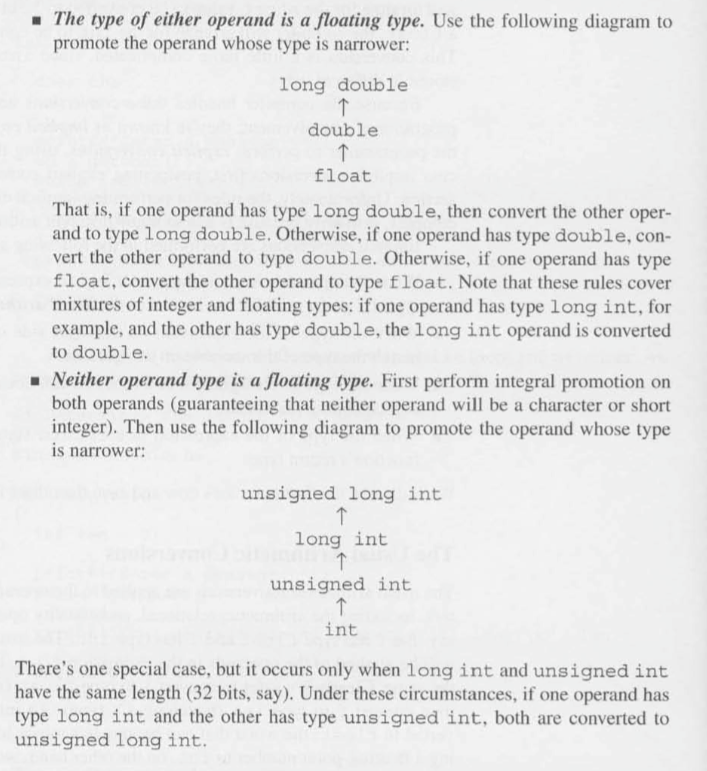 ▪ The type of either operand is a floating type. Use the following diagram to
promote the operand whose type is narrower:
long double
↑
double
↑
float
That is, if one operand has type long double, then convert the other oper-
and to type long double. Otherwise, if one operand has type double, con-
vert the other operand to type double. Otherwise, if one operand has type
float, convert the other operand to type float. Note that these rules cover
mixtures of integer and floating types: if one operand has type long int, for
example, and the other has type double, the long int operand is converted
to double.
▪ Neither operand type is a floating type. First perform integral promotion on
both operands (guaranteeing that neither operand will be a character or short
integer). Then use the following diagram to promote the operand whose type
is narrower:
unsigned long int
↑
long int
↑
unsigned int
↑
int
There's one special case, but it occurs only when long int and unsigned int
have the same length (32 bits, say). Under these circumstances, if one operand has
type long int and the other has type unsigned int, both are converted to
unsigned long int.